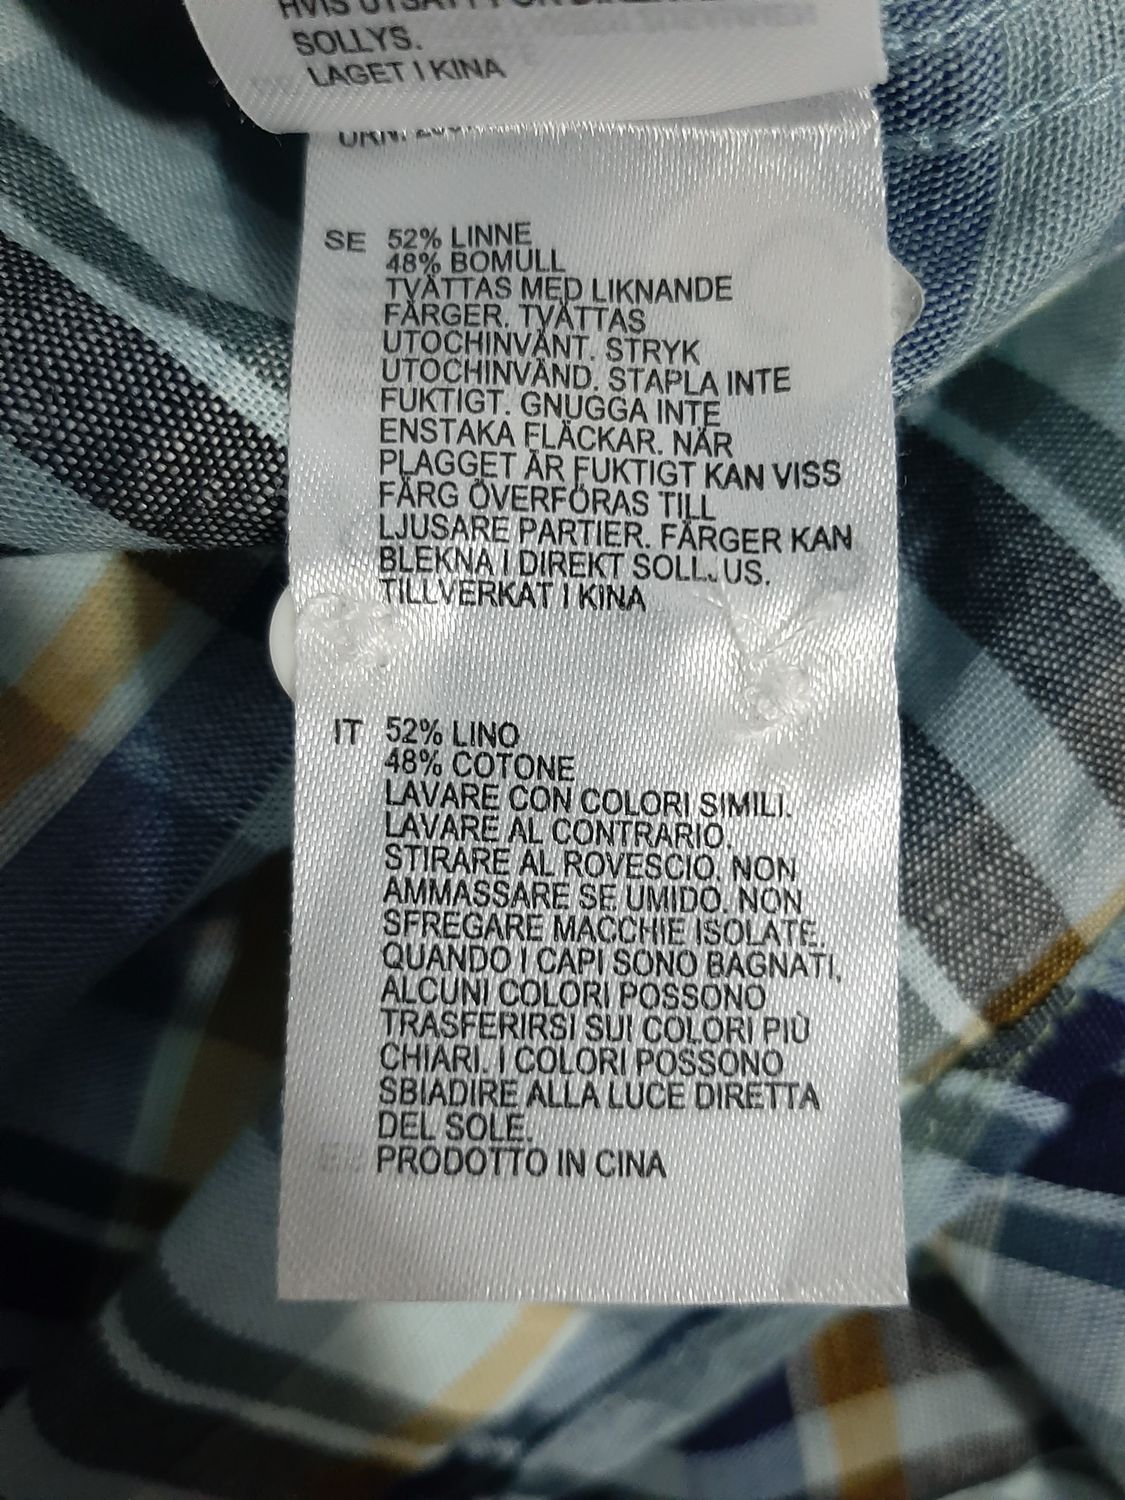 SOLLYS.
LAGET I KINA
SE 52% LINNE
48% BOMULL
TVÄTTAS MED LIKNANDE
FÄRGER. TVÄTTAS
UTOCHINVÄNT. STRYK
UTOCHINVÄND. STAPLA INTE
FUKTIGT. GNUGGA INTE
ENSTAKA FLÄCKAR. NÄR
PLAGGET ÄR FUKTIGT KAN VISS
FÄRG ÖVERFÖRAS TILL
LJUSARE PARTIER. FÄRGER KAN
BLEKNA I DIREKT SOLLJUS.
TILLVERKAT I KINA
IT 52% LINO
48% COTONE
LAVARE CON COLORI SIMILI.
LAVARE AL CONTRARIO.
STIRARE AL ROVESCIO. NON
AMMASSARE SE UMIDO. NON
SFREGARE MACCHIE ISOLATE.
QUANDO I CAPI SONO BAGNATI,
ALCUNI COLORI POSSONO
TRASFERIRSI SUI COLORI PIÙ
CHIARI. I COLORI POSSONO
SBIADIRE ALLA LUCE DIRETTA
DEL SOLE.
PRODOTTO IN CINA